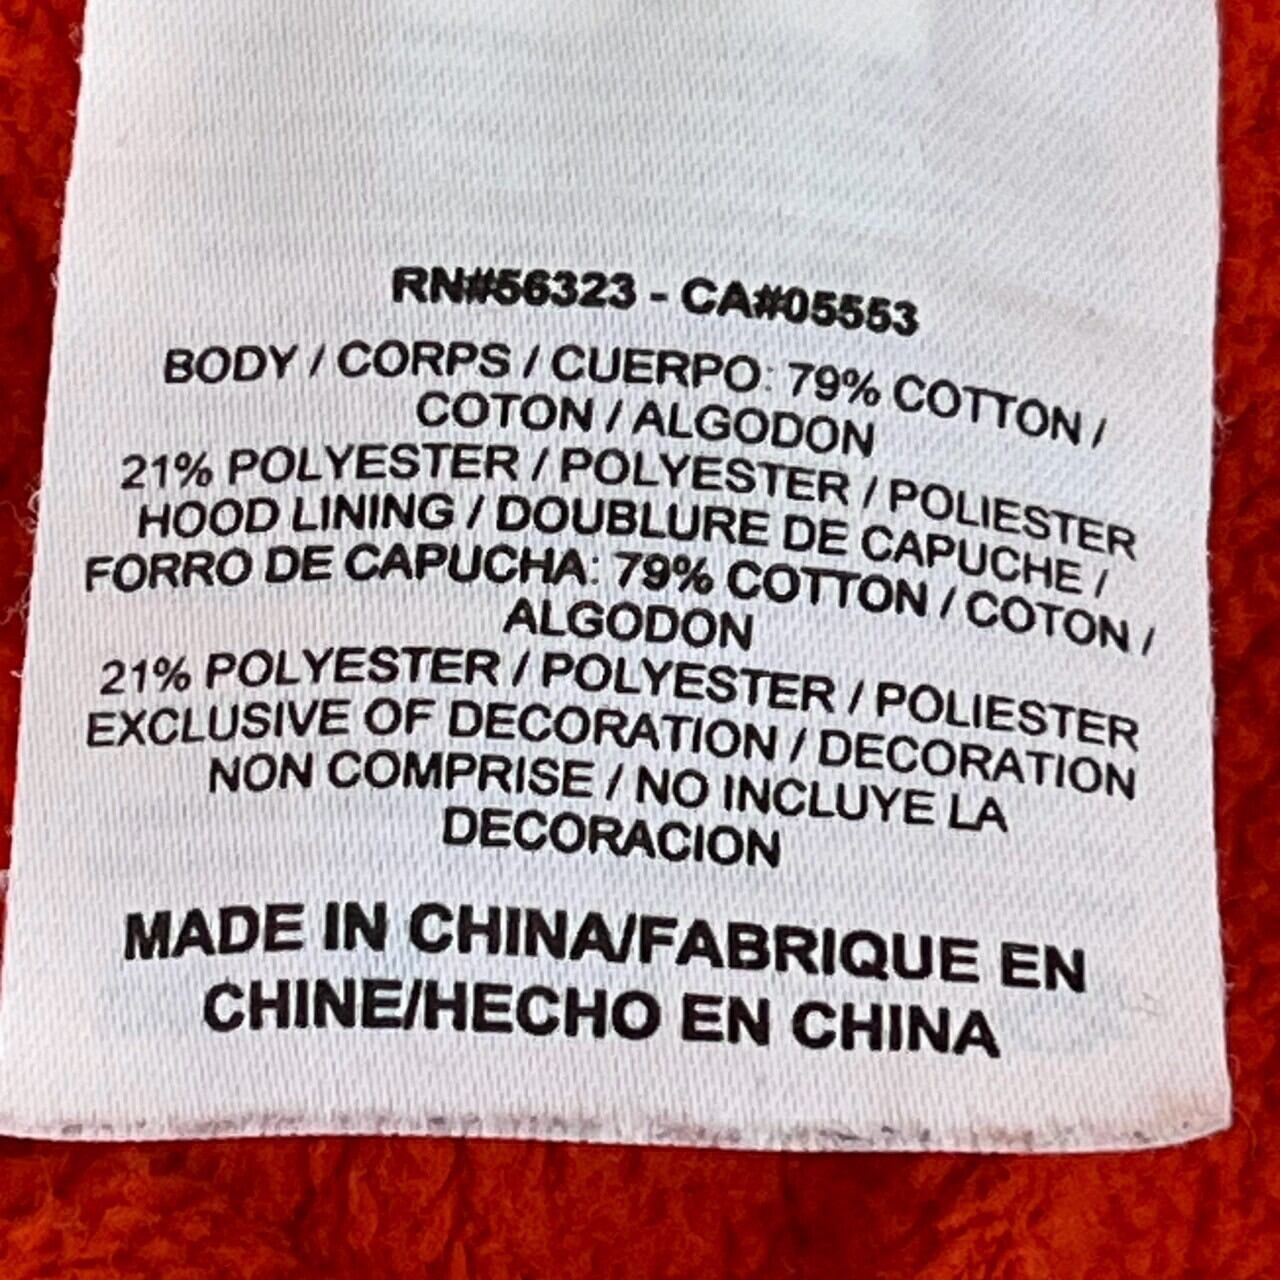 RN#56323 - CA#05553
BODY / CORPS / CUERPO: 79% COTTON /
COTON / ALGODON
21% POLYESTER / POLYESTER / POLIESTER
HOOD LINING / DOUBLURE DE CAPUCHE /
FORRO DE CAPUCHA: 79% COTTON / COTON /
ALGODON
21% POLYESTER / POLYESTER / POLIESTER
EXCLUSIVE OF DECORATION / DECORATION
NON COMPRISE / NO INCLUYE LA
DECORACION
MADE IN CHINA/FABRIQUE EN
CHINE/HECHO EN CHINA